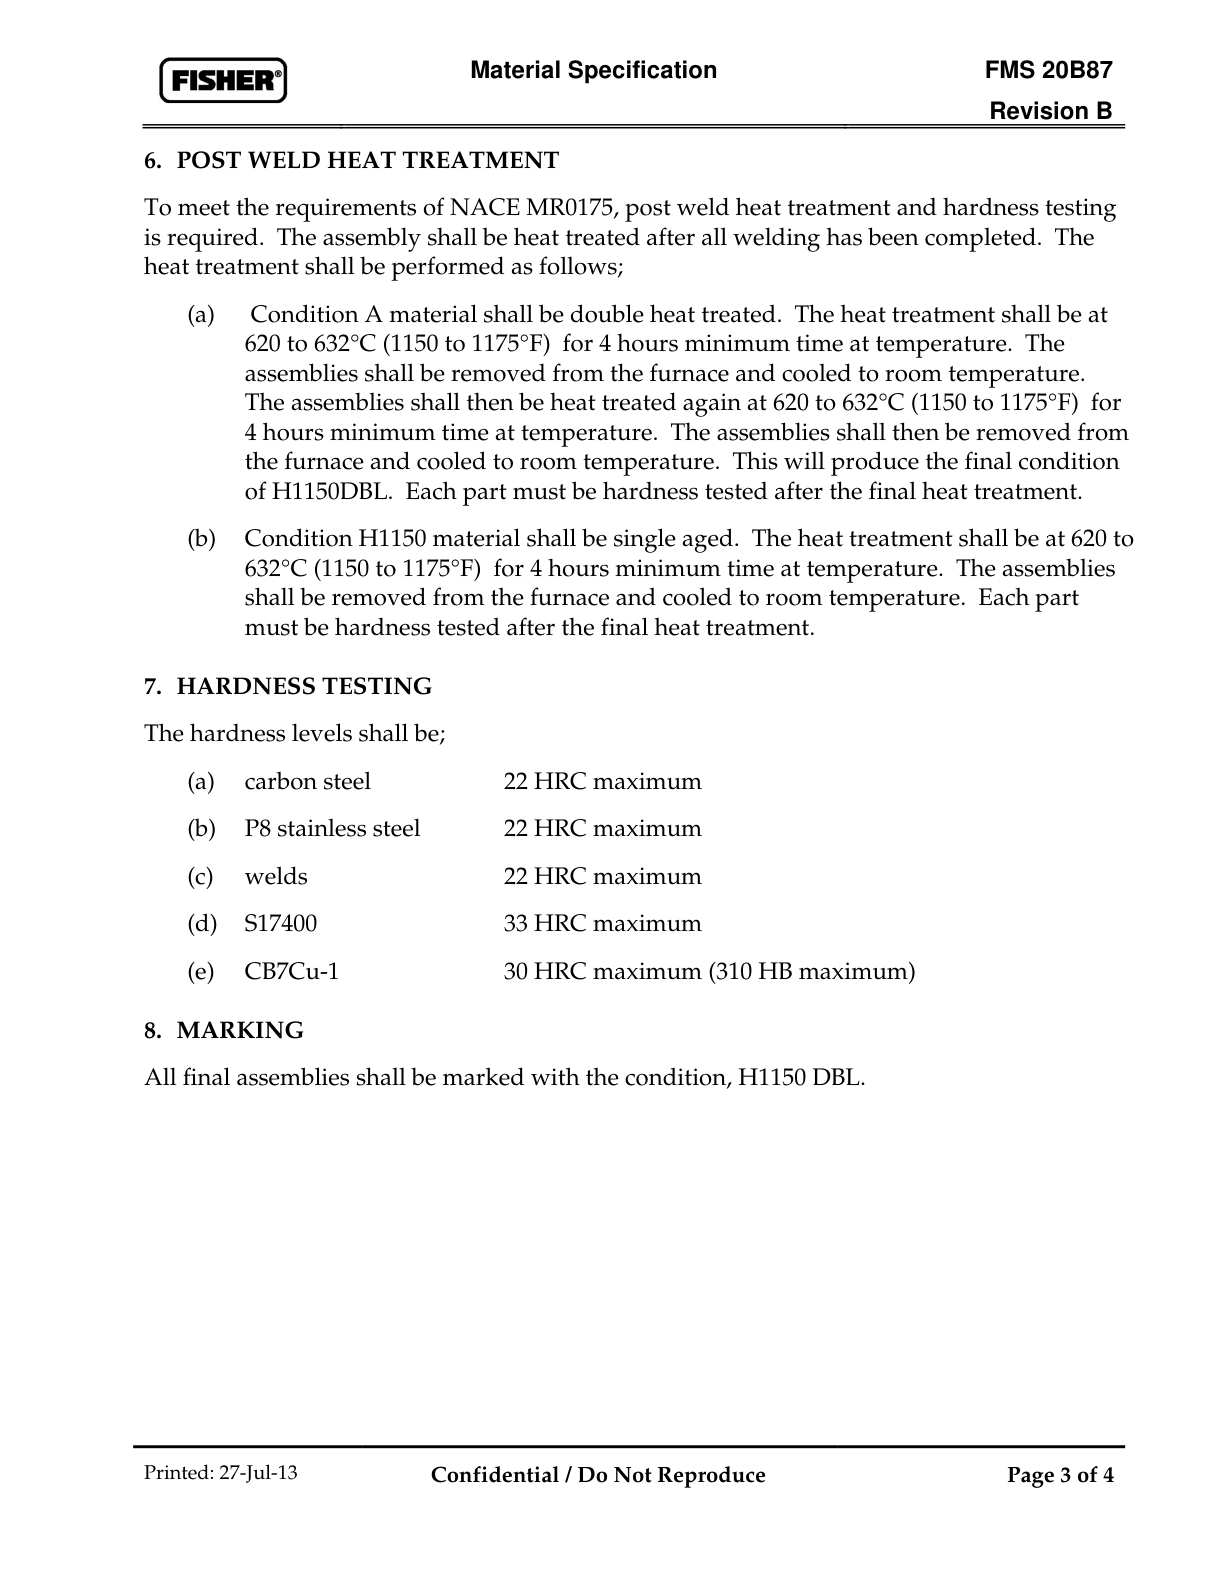 FISHER®
Material Specification
FMS 20B87
Revision B
6. POST WELD HEAT TREATMENT
To meet the requirements of NACE MR0175, post weld heat treatment and hardness testing
is required. The assembly shall be heat treated after all welding has been completed. The
heat treatment shall be performed as follows;
(a) Condition A material shall be double heat treated. The heat treatment shall be at
620 to 632°C (1150 to 1175°F) for 4 hours minimum time at temperature. The
assemblies shall be removed from the furnace and cooled to room temperature.
The assemblies shall then be heat treated again at 620 to 632°C (1150 to 1175°F) for
4 hours minimum time at temperature. The assemblies shall then be removed from
the furnace and cooled to room temperature. This will produce the final condition
of H1150DBL. Each part must be hardness tested after the final heat treatment.
(b) Condition H1150 material shall be single aged. The heat treatment shall be at 620 to
632°C (1150 to 1175°F) for 4 hours minimum time at temperature. The assemblies
shall be removed from the furnace and cooled to room temperature. Each part
must be hardness tested after the final heat treatment.
7. HARDNESS TESTING
The hardness levels shall be;
(a) carbon steel 22 HRC maximum
(b) P8 stainless steel 22 HRC maximum
(c) welds 22 HRC maximum
(d) S17400 33 HRC maximum
(e) CB7Cu-1 30 HRC maximum (310 HB maximum)
8. MARKING
All final assemblies shall be marked with the condition, H1150 DBL.
Printed: 27-Jul-13 Confidential / Do Not Reproduce Page 3 of 4